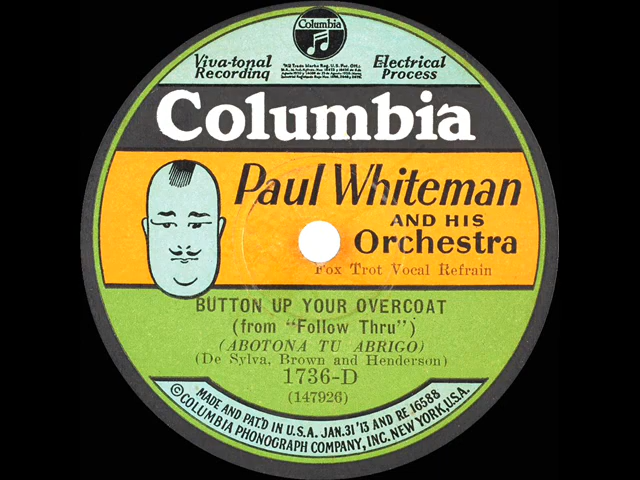 Columbia
Viva-tonal
Recording
Electrical
Process
Columbia
Paul Whiteman
AND HIS
Orchestra
Fox Trot Vocal Refrain
BUTTON UP YOUR OVERCOAT
(from "Follow Thru")
(ABOTONA TU ABRIGO)
(De Sylva, Brown and Henderson)
1736-D
(147926)
MADE AND PAT'D IN U.S.A. JAN. 31 '13 AND RE 16588
©COLUMBIA PHONOGRAPH COMPANY, INC. NEW YORK, U.S.A.